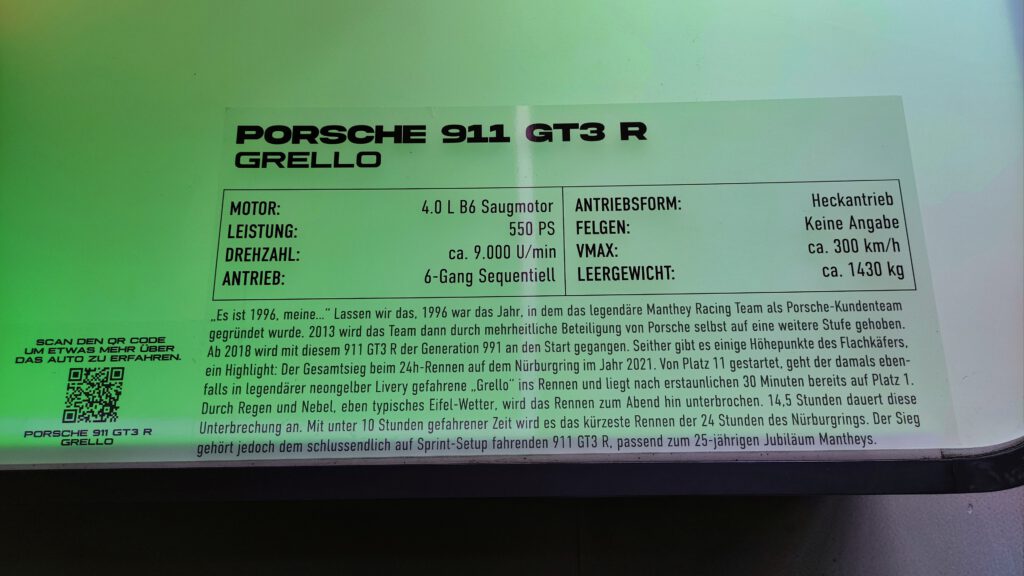 PORSCHE 911 GT3 R
GRELLO
MOTOR: 4.0 L B6 Saugmotor
LEISTUNG: 550 PS
DREHZAHL: ca. 9.000 U/min
ANTRIEB: 6-Gang Sequentiell
ANTRIEBSFORM: Heckantrieb
FELGEN: Keine Angabe
VMAX: ca. 300 km/h
LEERGEWICHT: ca. 1430 kg
„Es ist 1996, meine...“ Lassen wir das, 1996 war das Jahr, in dem das legendäre Manthey Racing Team als Porsche-Kundenteam
gegründet wurde. 2013 wird das Team dann durch mehrheitliche Beteiligung von Porsche selbst auf eine weitere Stufe gehoben.
Ab 2018 wird mit diesem 911 GT3 R der Generation 991 an den Start gegangen. Seither gibt es einige Höhepunkte des Flachkäfers,
ein Highlight: Der Gesamtsieg beim 24h-Rennen auf dem Nürburgring im Jahr 2021. Von Platz 11 gestartet, geht der damals eben-
falls in legendärer neongelber Livery gefahrene „Grello“ ins Rennen und liegt nach erstaunlichen 30 Minuten bereits auf Platz 1.
Durch Regen und Nebel, eben typisches Eifel-Wetter, wird das Rennen zum Abend hin unterbrochen. 14,5 Stunden dauert diese
Unterbrechung an. Mit unter 10 Stunden gefahrener Zeit wird es das kürzeste Rennen der 24 Stunden des Nürburgrings. Der Sieg
gehört jedoch dem schlussendlich auf Sprint-Setup fahrenden 911 GT3 R, passend zum 25-jährigen Jubiläum Mantheys.
SCAN DEN QR CODE
UM ETWAS MEHR ÜBER
DAS AUTO ZU ERFAHREN.
PORSCHE 911 GT3 R
GRELLO